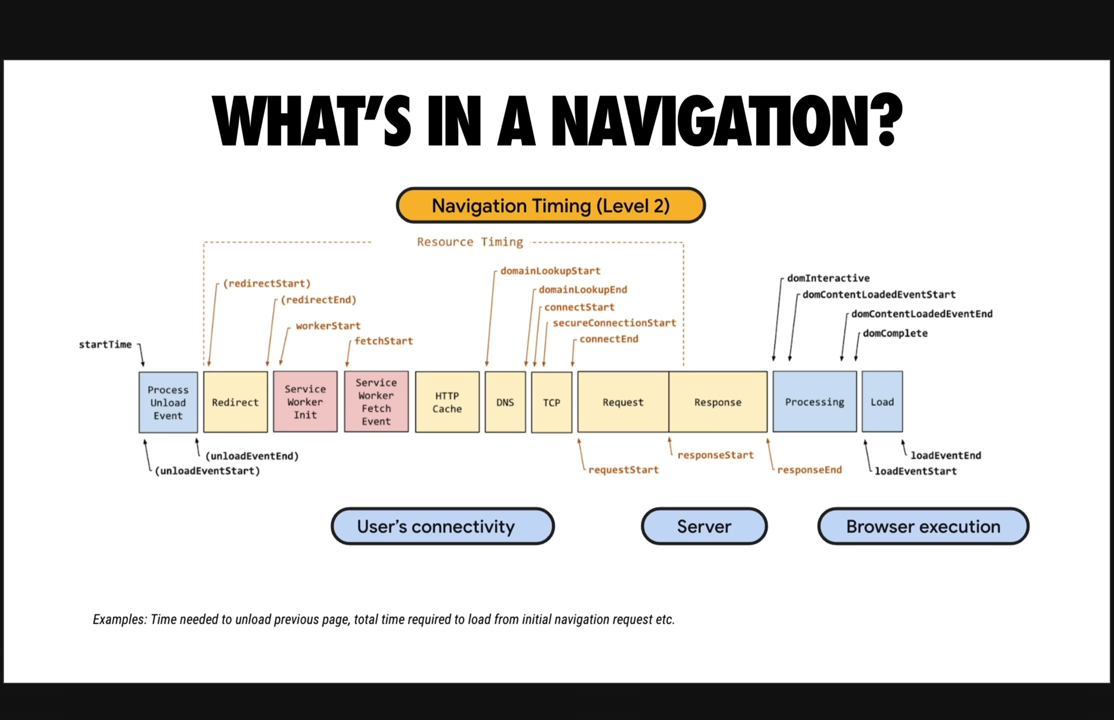 WHAT'S IN A NAVIGATION?
Navigation Timing (Level 2)
Resource Timing
domainLookupStart
domInteractive
(redirectStart)
domainLookupEnd
domContentLoadedEventStart
(redirectEnd)
connectStart
domContentLoadedEventEnd
workerStart
secureConnectionStart
domComplete
fetchStart
connectEnd
startTime
Process
Unload
Event
Redirect
Service
Worker
Init
Service
Worker
Fetch
Event
HTTP
Cache
DNS
TCP
Request
Response
Processing
Load
(unloadEventEnd)
(unloadEventStart)
requestStart
responseStart
responseEnd
loadEventEnd
loadEventStart
User's connectivity
Server
Browser execution
Examples: Time needed to unload previous page, total time required to load from initial navigation request etc.